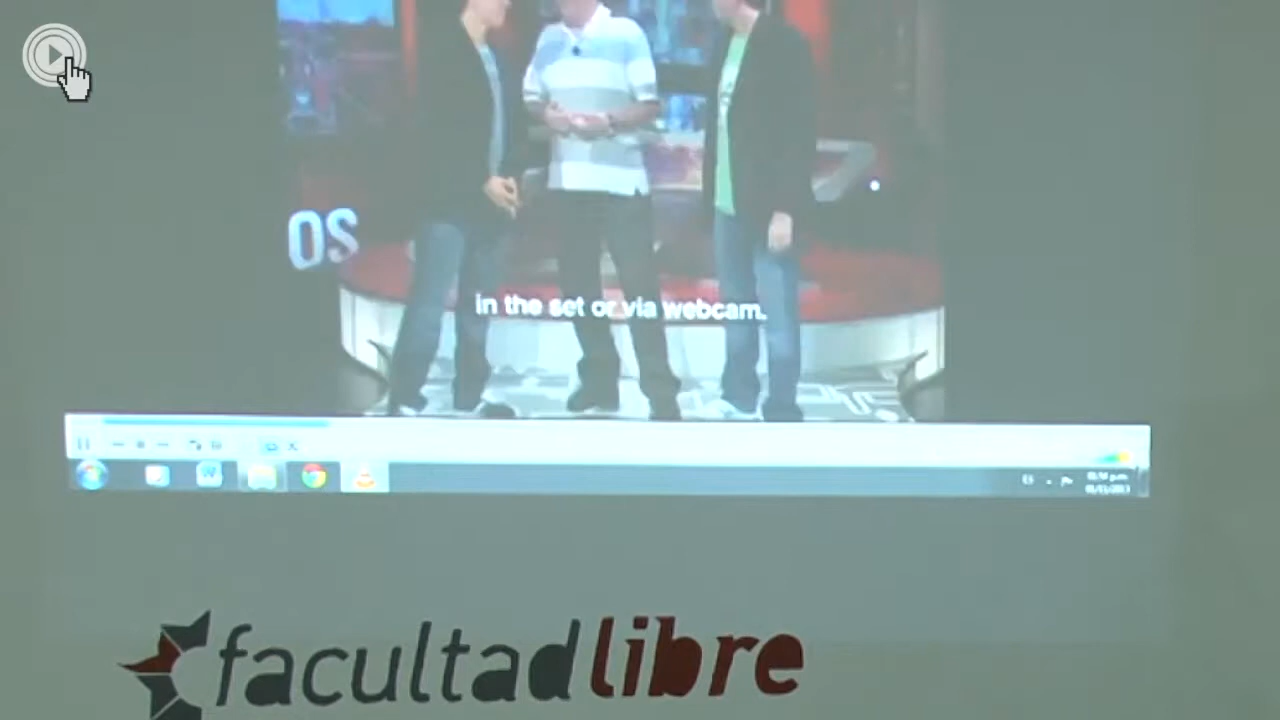 OS
in the set or via webcam.
facultadlibre